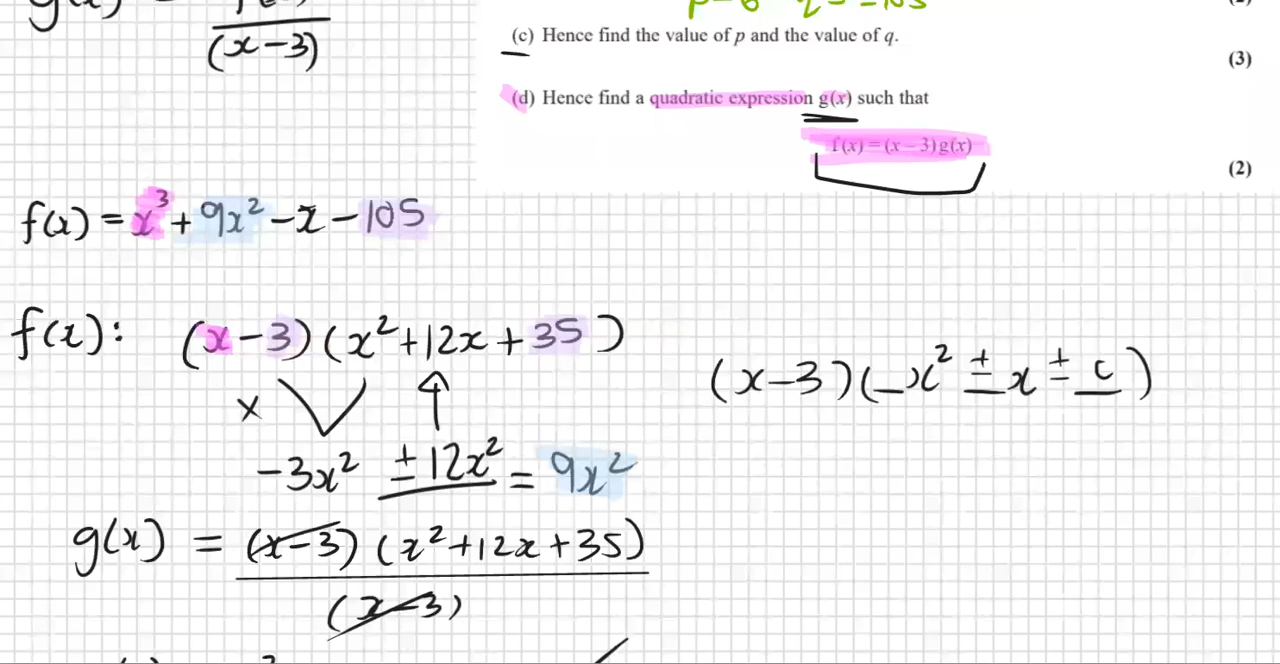 (x-3)
(c) Hence find the value of p and the value of q.
(3)
(d) Hence find a quadratic expression g(x) such that
f(x) = (x – 3)g(x)
(2)
f(x) = x³ + 9x² - x - 105
f(x): (x-3)(x²+12x+35)
(x-3)(_x² ± _x ± c)
x
-3x² ± 12x² = 9x²
g(x) = (x-3)(x²+12x+35)
(x-3)